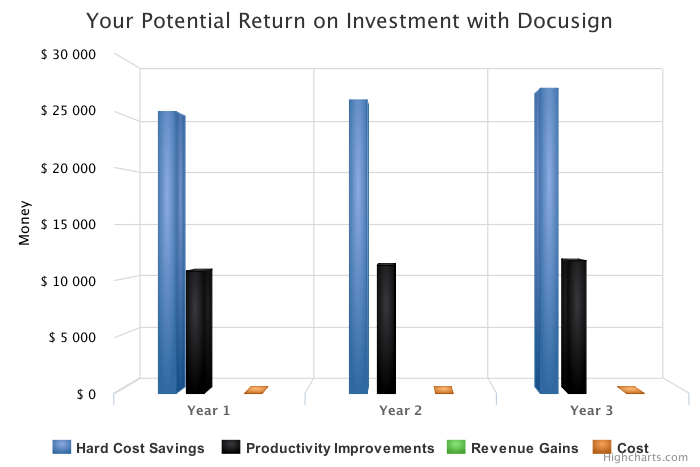 Your Potential Return on Investment with Docusign
$ 30 000
$ 25 000
$ 20 000
$ 15 000
$ 10 000
$ 5 000
$ 0
Money
Year 1 Year 2 Year 3
Hard Cost Savings Productivity Improvements Revenue Gains Cost
Highcharts.com